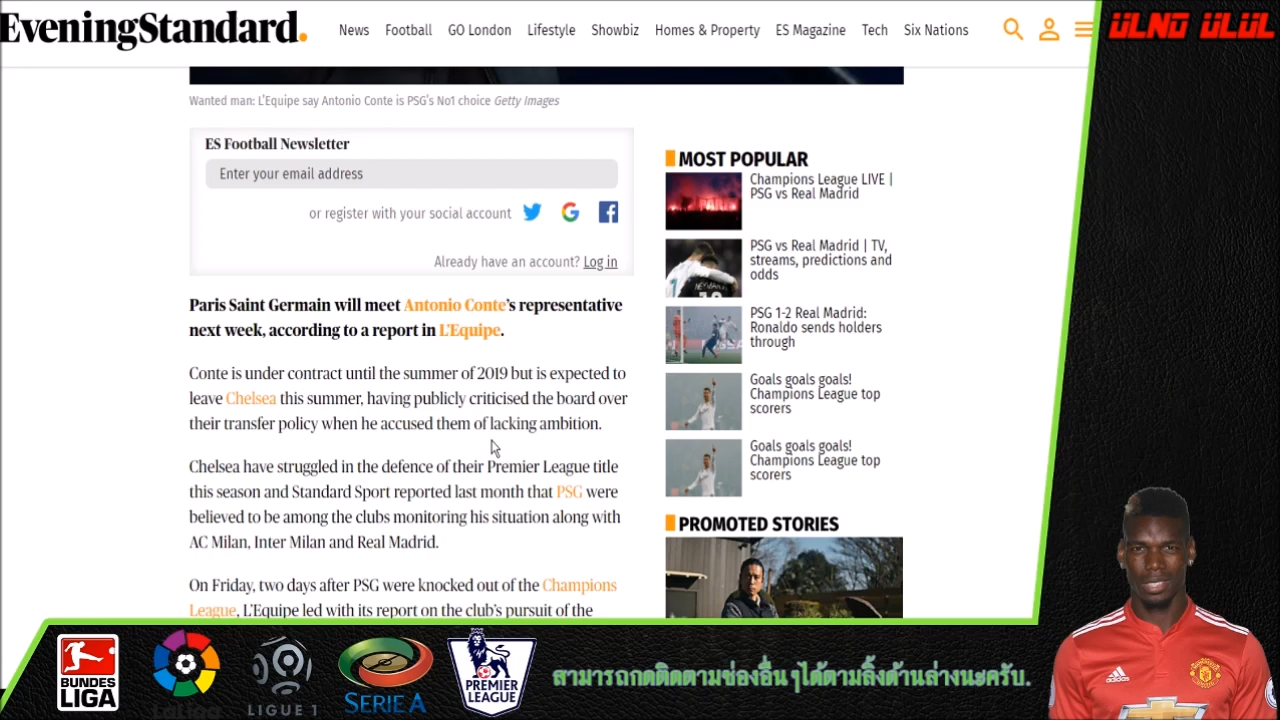 EveningStandard.
News Football GO London Lifestyle Showbiz Homes & Property ES Magazine Tech Six Nations
Wanted man: L'Equipe say Antonio Conte is PSG's No1 choice Getty Images
ES Football Newsletter
Enter your email address
or register with your social account
Already have an account? Log in
Paris Saint Germain will meet Antonio Conte's representative
next week, according to a report in L'Equipe.
Conte is under contract until the summer of 2019 but is expected to
leave Chelsea this summer, having publicly criticised the board over
their transfer policy when he accused them of lacking ambition.
Chelsea have struggled in the defence of their Premier League title
this season and Standard Sport reported last month that PSG were
believed to be among the clubs monitoring his situation along with
AC Milan, Inter Milan and Real Madrid.
On Friday, two days after PSG were knocked out of the Champions
League, L'Equipe led with its report on the club's pursuit of the
MOST POPULAR
Champions League LIVE |
PSG vs Real Madrid
PSG vs Real Madrid | TV,
streams, predictions and
odds
PSG 1-2 Real Madrid:
Ronaldo sends holders
through
Goals goals goals!
Champions League top
scorers
Goals goals goals!
Champions League top
scorers
PROMOTED STORIES
BUNDES
LIGA
LaLiga
LIGUE 1
SERIE A
PREMIER
LEAGUE
สามารถกดติดตามช่องอื่นๆได้ตามลิ้งด้านล่างนะครับ.
adidas